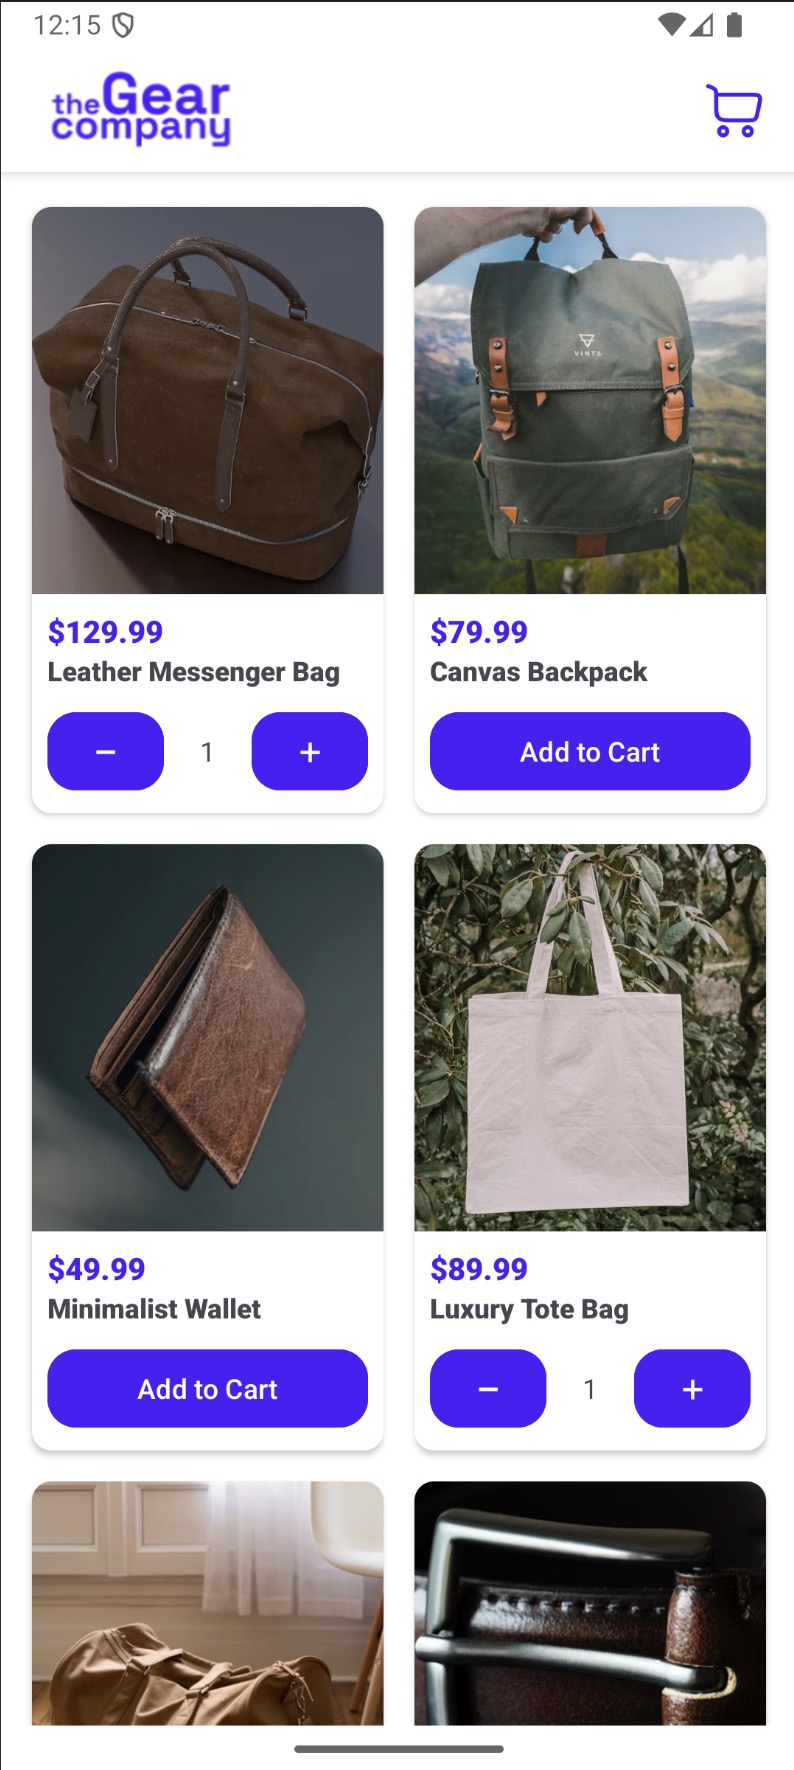 12:15
theGear
company
VINTA
$129.99
Leather Messenger Bag
− 1 +
$79.99
Canvas Backpack
Add to Cart
$49.99
Minimalist Wallet
Add to Cart
$89.99
Luxury Tote Bag
− 1 +